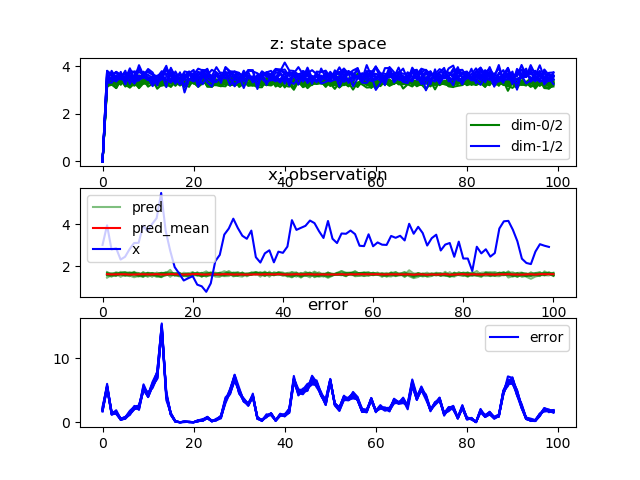 z: state space
4
2
0
dim-0/2
dim-1/2
0 20 40 60 80 100
x: observation
4
2
pred
pred_mean
x
0 20 40 60 80 100
error
10
0
error
0 20 40 60 80 100